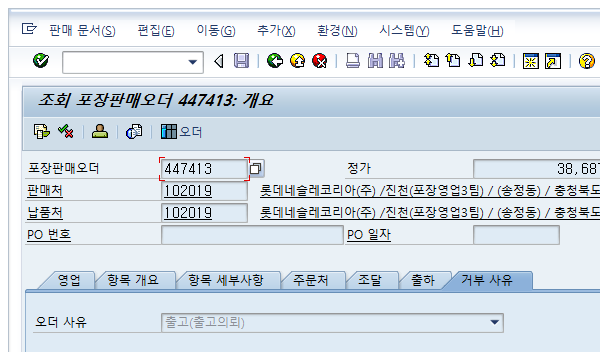 판매 문서(S) 편집(E) 이동(G) 추가(X) 환경(N) 시스템(Y) 도움말(H)
조회 포장판매오더 447413: 개요
오더
포장판매오더 447413 정가 38,687
판매처 102019 롯데네슬레코리아(주) /진천(포장영업3팀) / (송정동) / 충청북도
납품처 102019 롯데네슬레코리아(주) /진천(포장영업3팀) / (송정동) / 충청북도
PO 번호 PO 일자
영업 항목 개요 항목 세부사항 주문처 조달 출하 거부 사유
오더 사유 출고(출고의뢰)